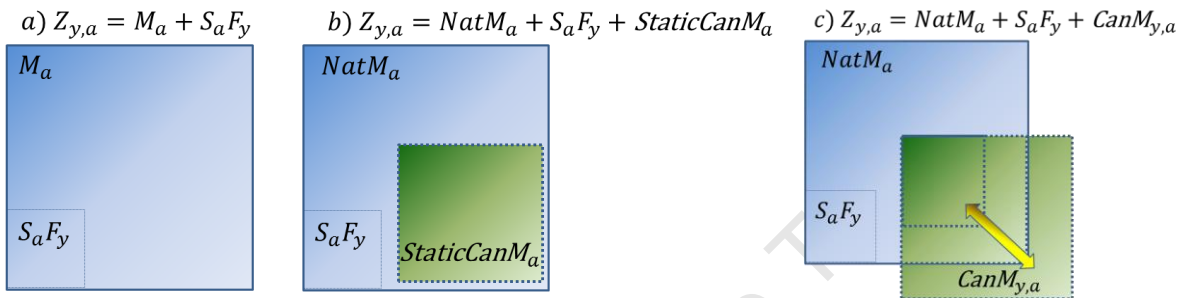 a) Z_{y,a} = M_a + S_aF_y
M_a
S_aF_y
b) Z_{y,a} = NatM_a + S_aF_y + StaticCanM_a
NatM_a
S_aF_y
StaticCanM_a
c) Z_{y,a} = NatM_a + S_aF_y + CanM_{y,a}
NatM_a
S_aF_y
CanM_{y,a}